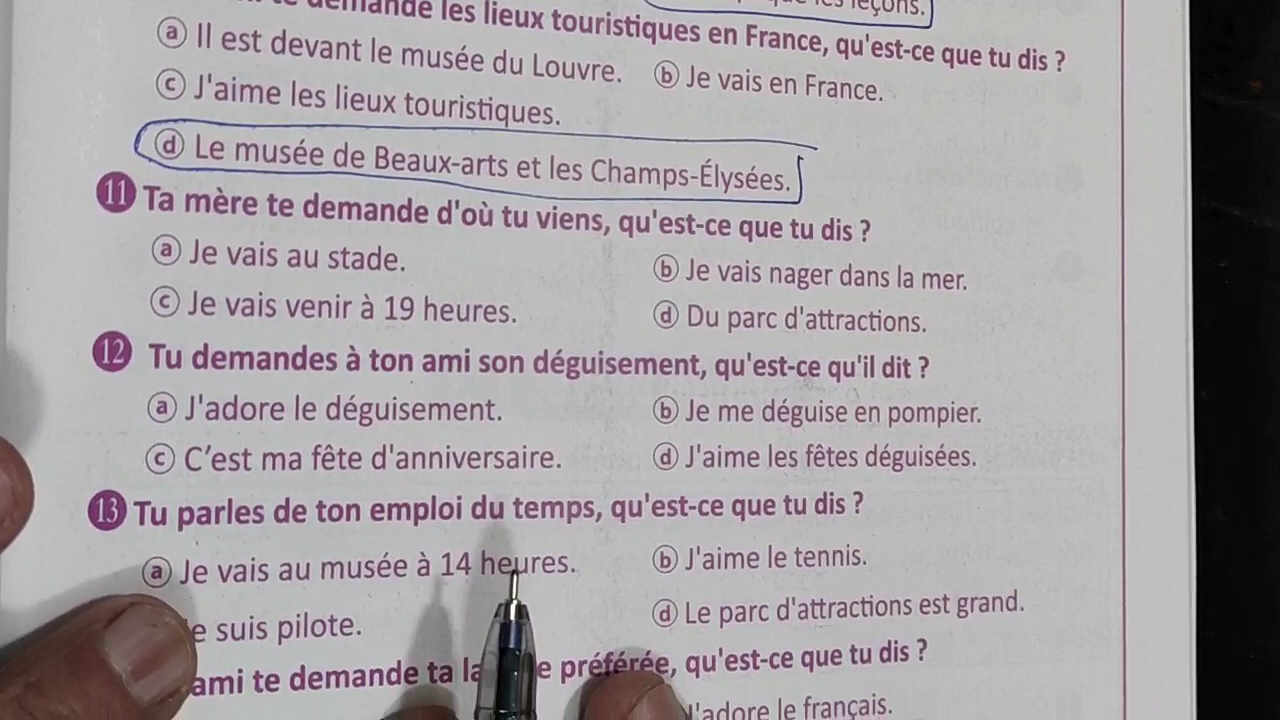 les leçons.
demande les lieux touristiques en France, qu'est-ce que tu dis ?
a Il est devant le musée du Louvre. b Je vais en France.
c J'aime les lieux touristiques.
d Le musée de Beaux-arts et les Champs-Élysées.
11 Ta mère te demande d'où tu viens, qu'est-ce que tu dis ?
a Je vais au stade. b Je vais nager dans la mer.
c Je vais venir à 19 heures. d Du parc d'attractions.
12 Tu demandes à ton ami son déguisement, qu'est-ce qu'il dit ?
a J'adore le déguisement. b Je me déguise en pompier.
c C'est ma fête d'anniversaire. d J'aime les fêtes déguisées.
13 Tu parles de ton emploi du temps, qu'est-ce que tu dis ?
a Je vais au musée à 14 heures. b J'aime le tennis.
e suis pilote. d Le parc d'attractions est grand.
ami te demande ta préférée, qu'est-ce que tu dis ?
J'adore le français.